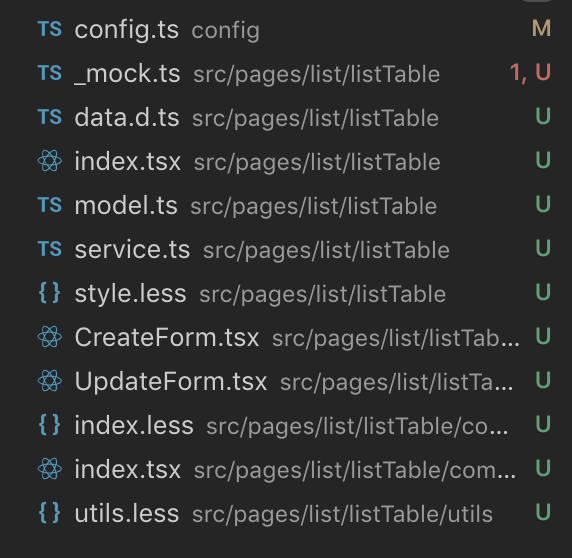 TS config.ts config M
TS _mock.ts src/pages/list/listTable 1, U
TS data.d.ts src/pages/list/listTable U
index.tsx src/pages/list/listTable U
TS model.ts src/pages/list/listTable U
TS service.ts src/pages/list/listTable U
{} style.less src/pages/list/listTable U
CreateForm.tsx src/pages/list/listTab... U
UpdateForm.tsx src/pages/list/listTa... U
{} index.less src/pages/list/listTable/co... U
index.tsx src/pages/list/listTable/com... U
{} utils.less src/pages/list/listTable/utils U